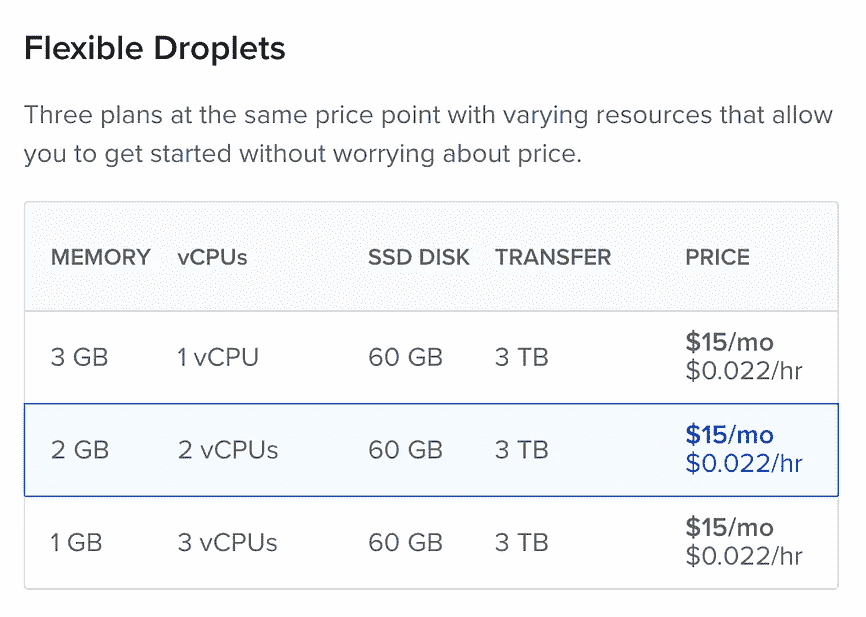 Flexible Droplets
Three plans at the same price point with varying resources that allow
you to get started without worrying about price.
MEMORY vCPUs SSD DISK TRANSFER PRICE
3 GB 1 vCPU 60 GB 3 TB $15/mo
$0.022/hr
2 GB 2 vCPUs 60 GB 3 TB $15/mo
$0.022/hr
1 GB 3 vCPUs 60 GB 3 TB $15/mo
$0.022/hr